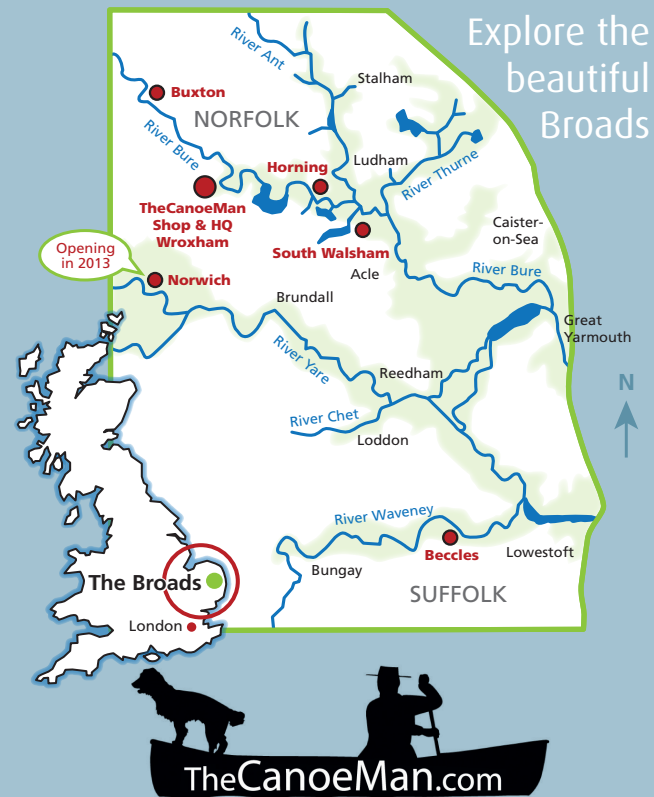 Explore the
beautiful
Broads
River Ant
Stalham
Buxton
NORFOLK
River Bure
Ludham
Horning
River Thurne
TheCanoeMan
Shop & HQ
Wroxham
South Walsham
Caister-
on-Sea
Opening
in 2013
Acle
Norwich
River Bure
Brundall
Great
Yarmouth
River Yare
Reedham
N
River Chet
Loddon
River Waveney
Beccles
Lowestoft
Bungay
The Broads
SUFFOLK
London
TheCanoeMan.com